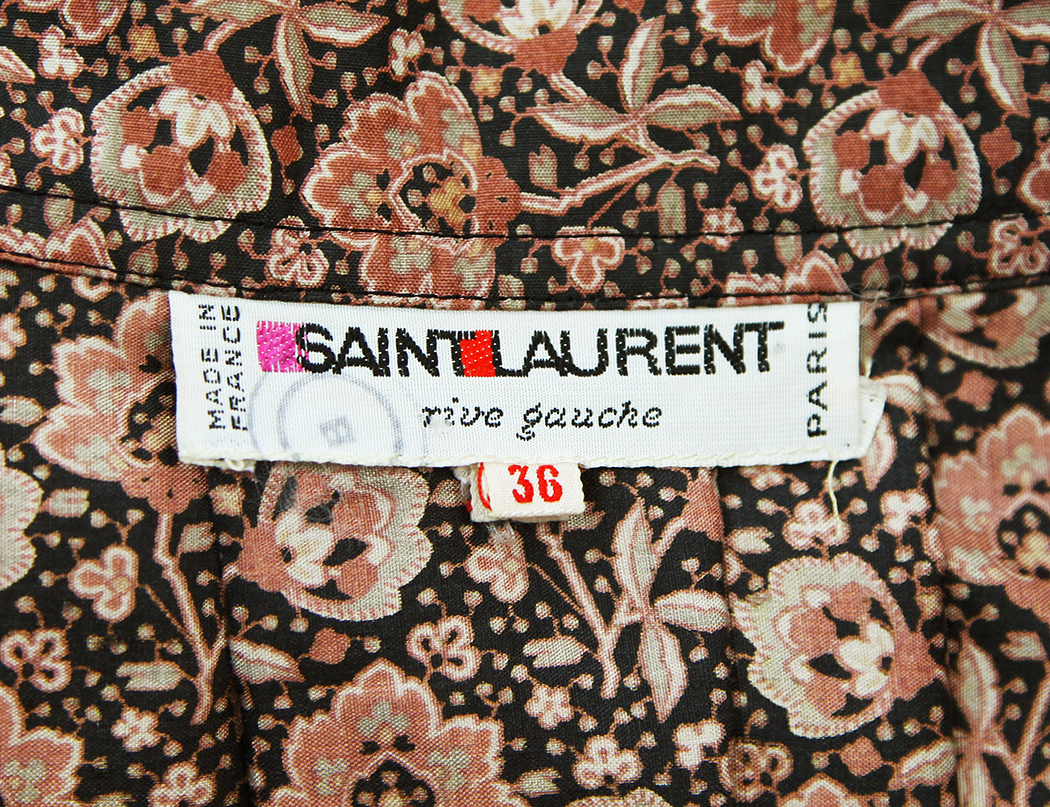 MADE IN
FRANCE
SAINT LAURENT
rive gauche
PARIS
36